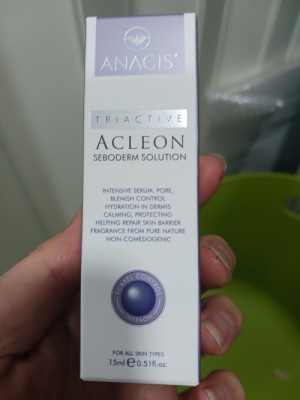 ANACIS
TRIACTIVE
ACLEON
SEBODERM SOLUTION
INTENSIVE SERUM, PORE,
BLEMISH CONTROL
HYDRATION IN DERMIS
CALMING, PROTECTING
HELPING REPAIR SKIN BARRIER
FRAGRANCE FROM PURE NATURE
NON-COMEDOGENIC
FOR ALL SKIN TYPES
15ml ℮ 0.51fl.oz.